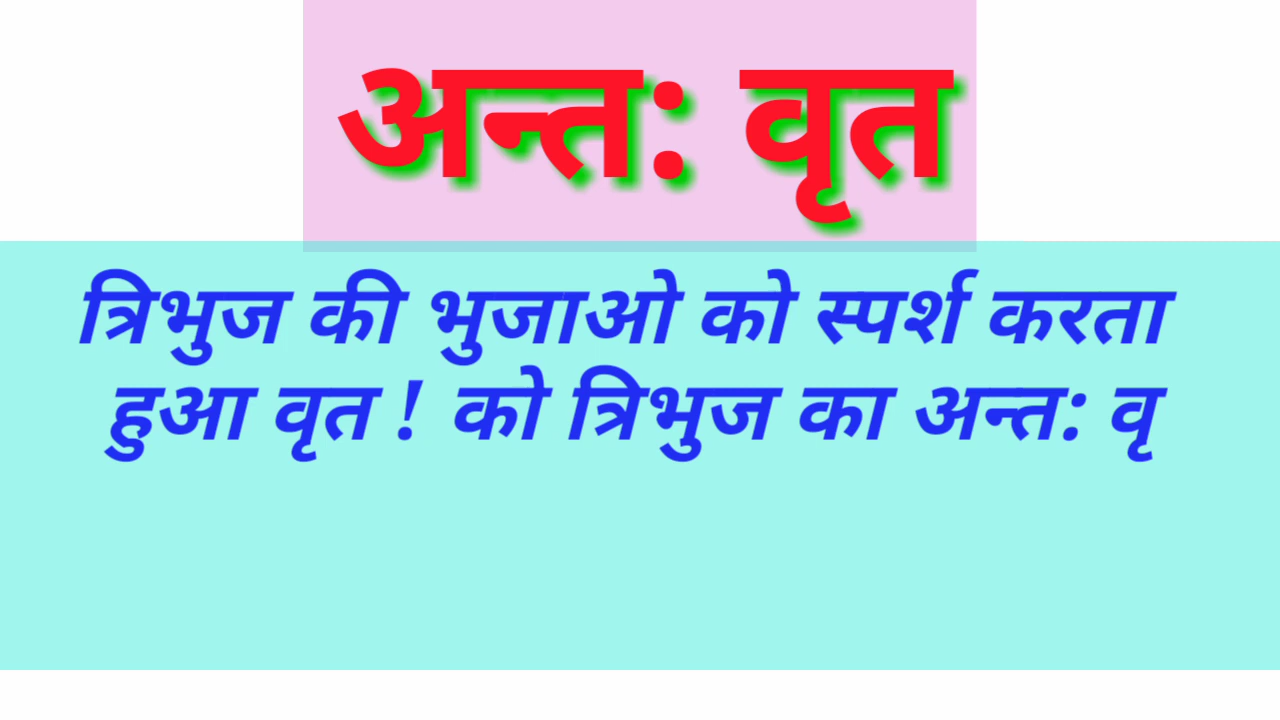 अन्त: वृत
त्रिभुज की भुजाओ को स्पर्श करता
हुआ वृत ! को त्रिभुज का अन्त: वृ